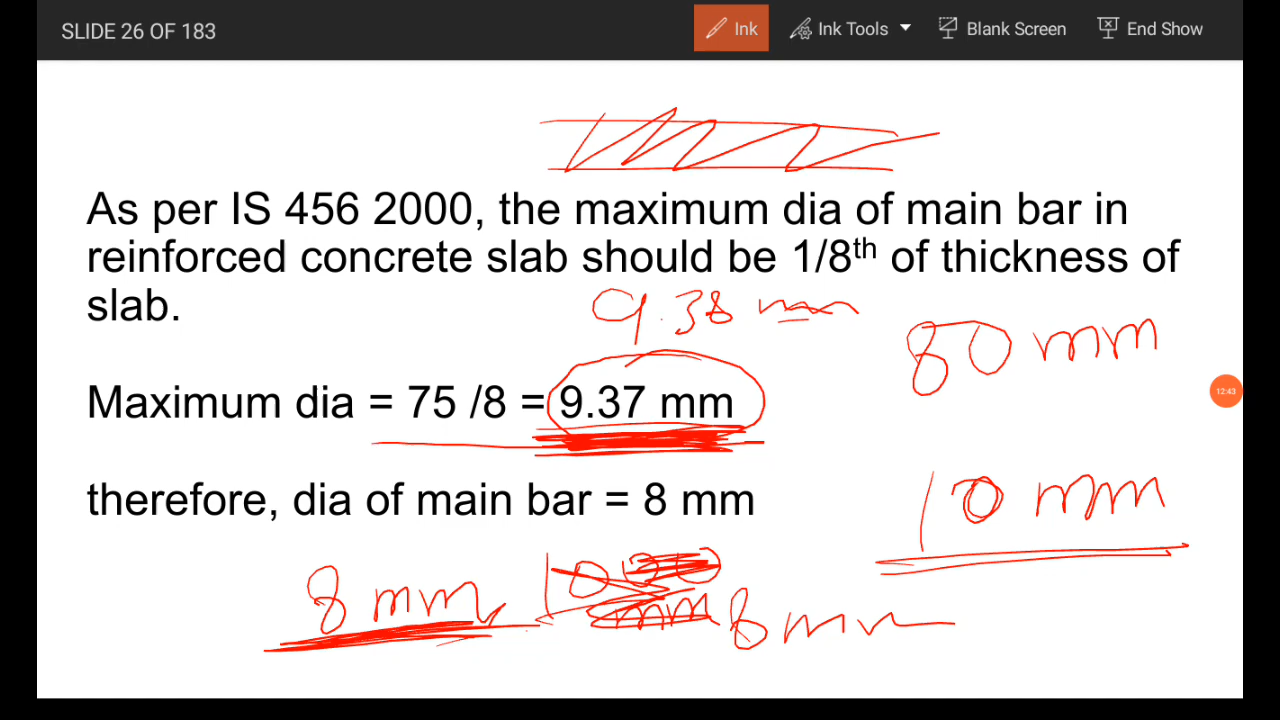 SLIDE 26 OF 183
Ink
Ink Tools
Blank Screen
End Show
As per IS 456 2000, the maximum dia of main bar in
reinforced concrete slab should be 1/8th of thickness of
slab.
9.38 mm
80 mm
Maximum dia = 75 /8 = 9.37 mm
12:43
therefore, dia of main bar = 8 mm
10 mm
8 mm
8 mm